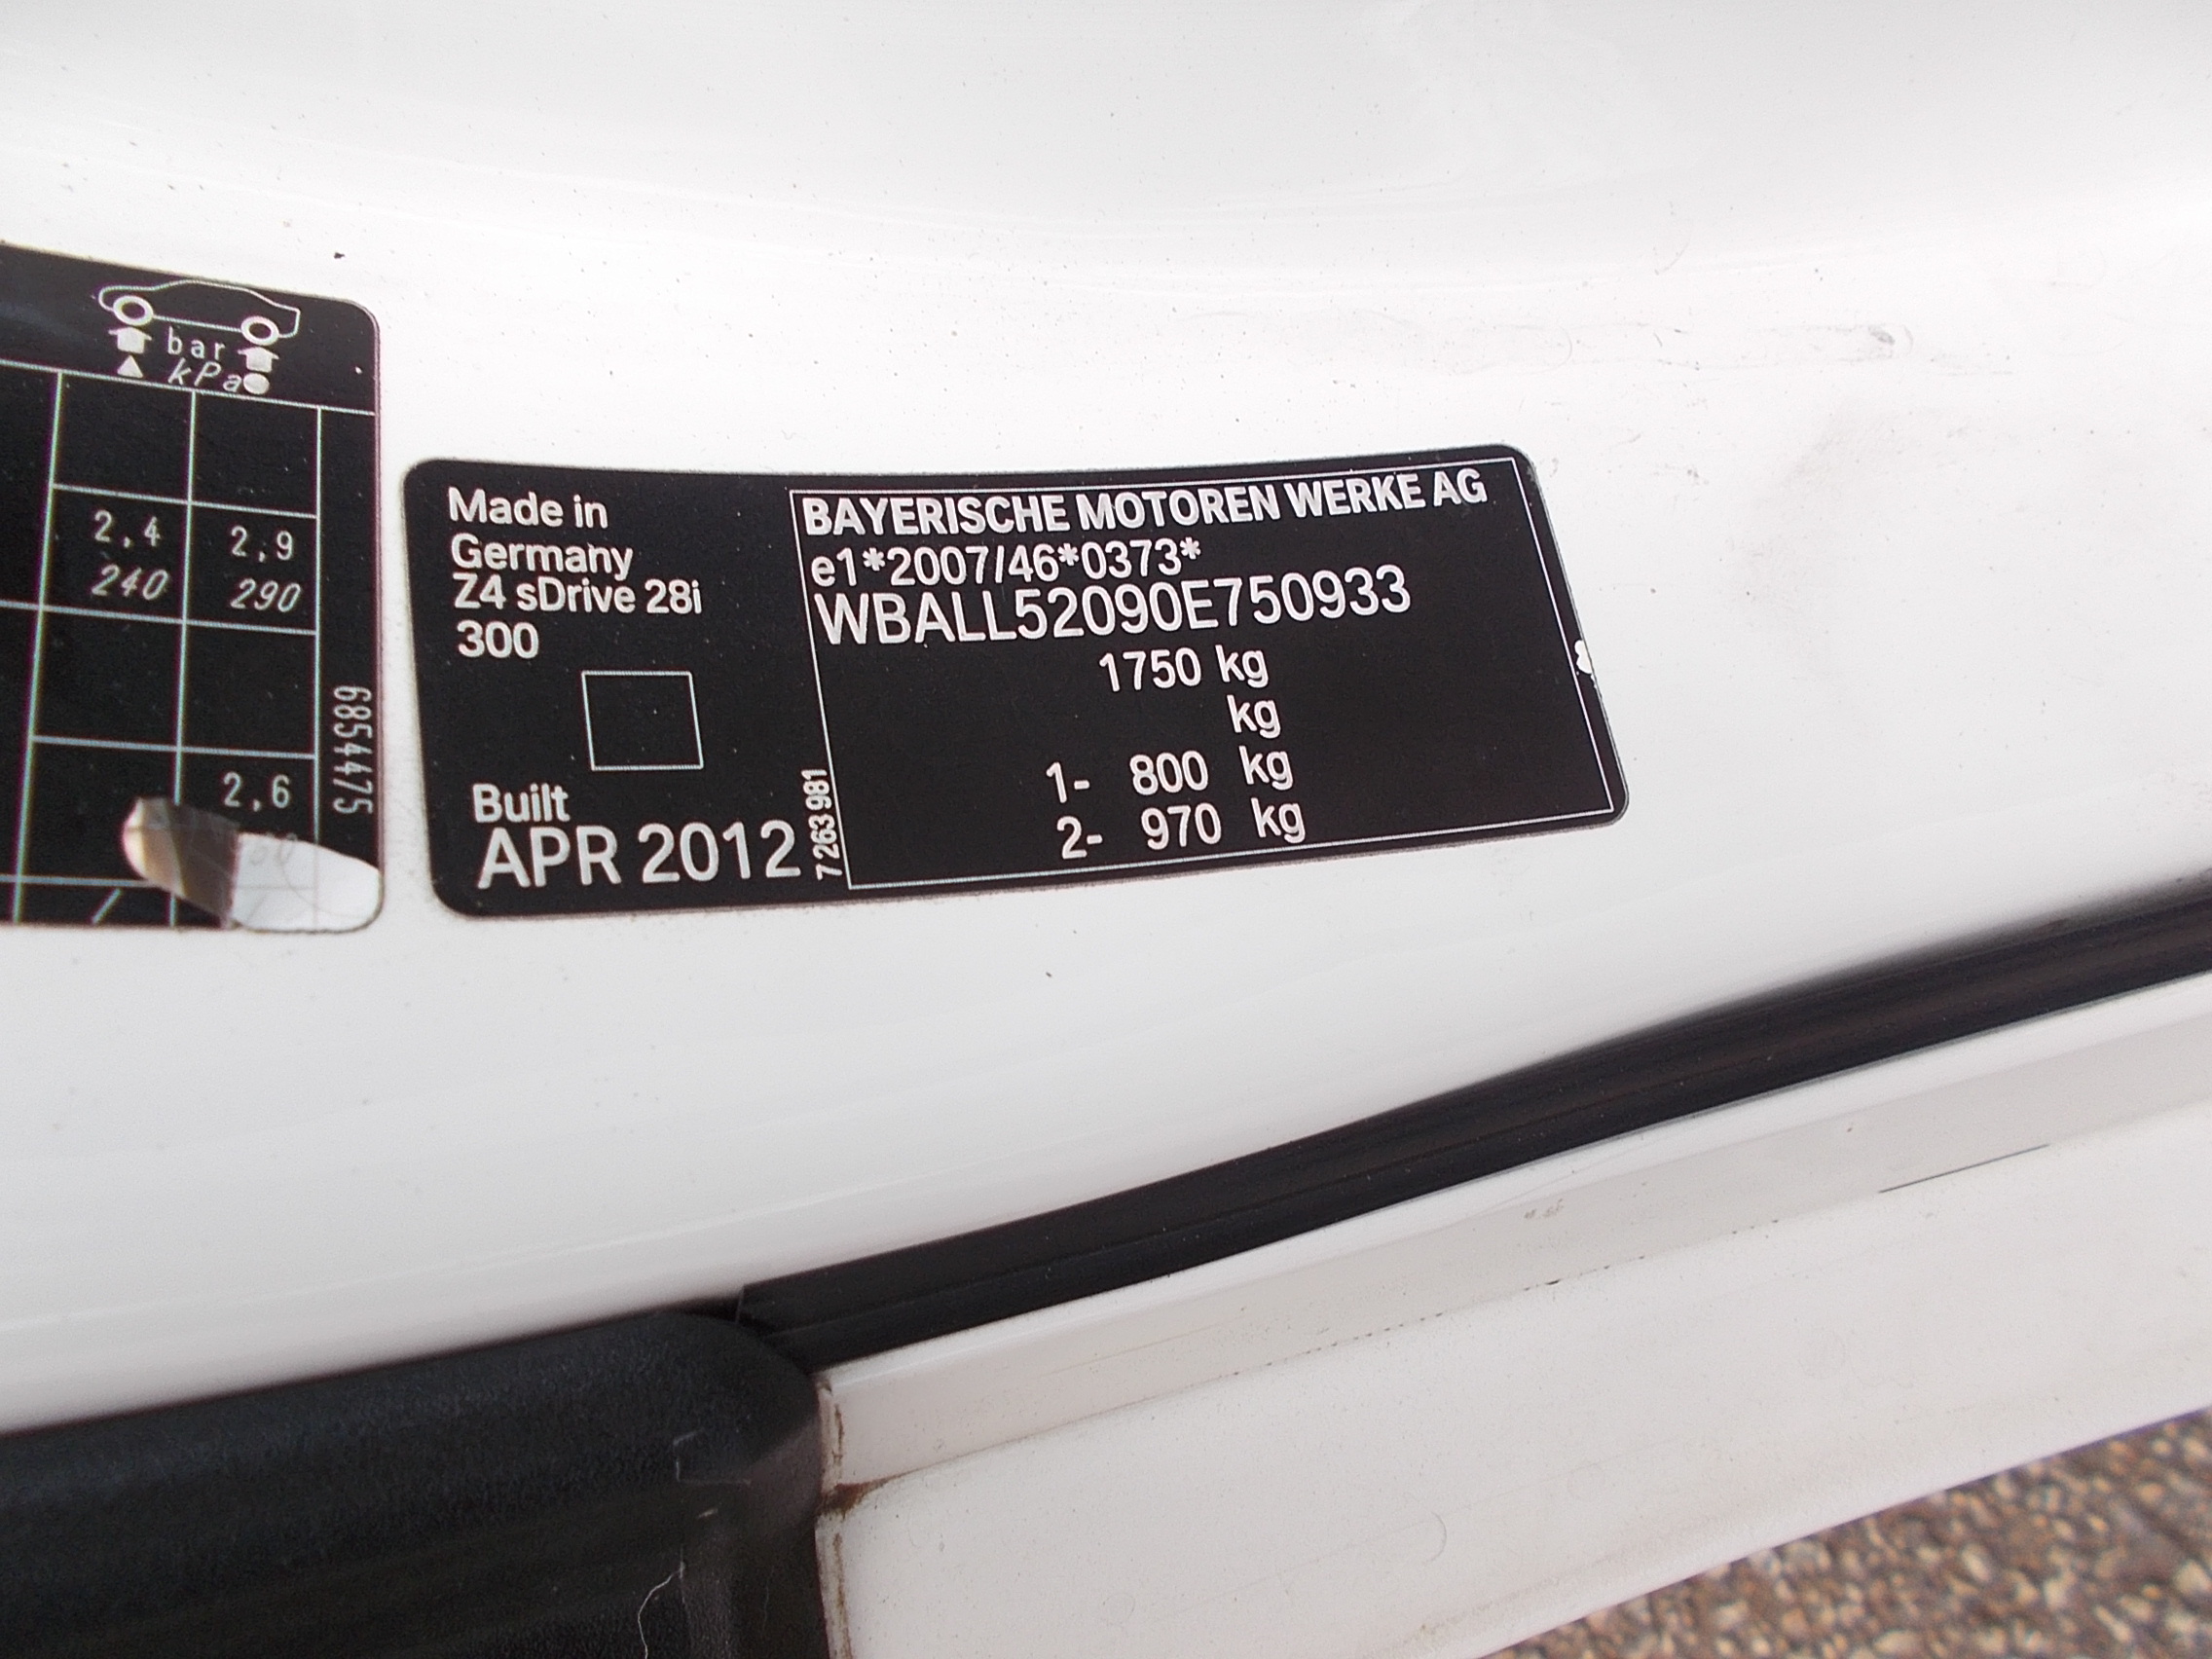 bar
kPa
2,4 2,9
240 290
2,6
6854475
Made in
Germany
Z4 sDrive 28i
300
Built
APR 2012
7 263 981
BAYERISCHE MOTOREN WERKE AG
e1*2007/46*0373*
WBALL52090E750933
1750 kg
kg
1- 800 kg
2- 970 kg